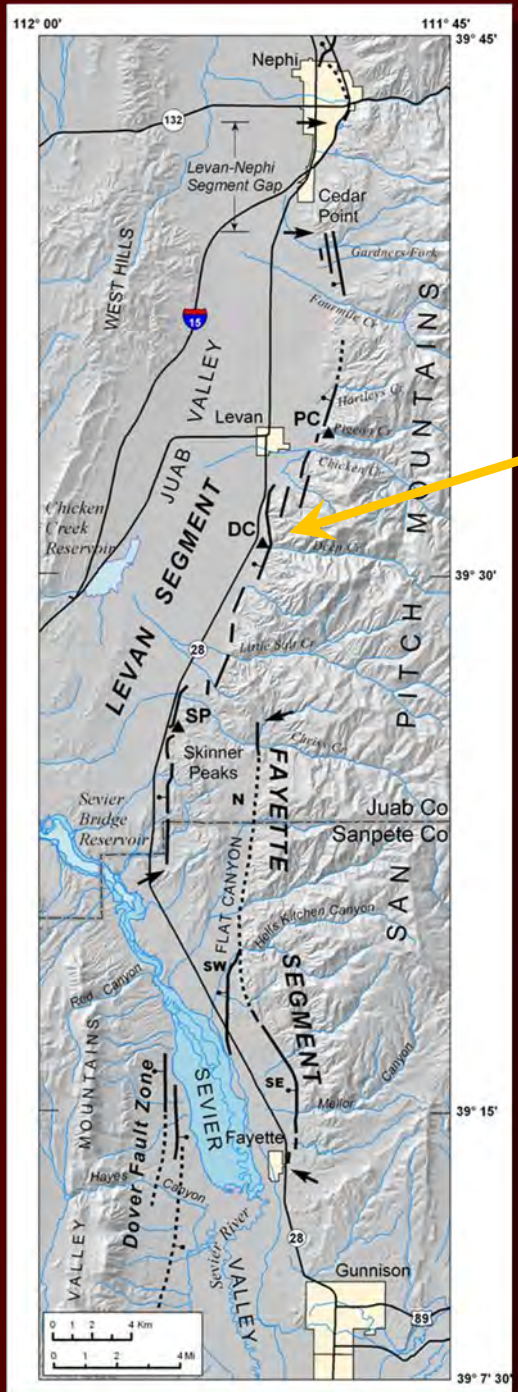 112 00'
111 45'
39° 45'
Nephi
132
Levan-Nephi
Segment Gap
Cedar
Point
Gardners Fork
WEST HILLS
Fourmile Cr
15
JUAB VALLEY
MOUNTAINS
Hartleys Cr
Levan
PC
Pigeon Cr
Chicken Cr
Chicken
Creek
Reservoir
DC
Deep Cr
39° 30'
LEVAN SEGMENT
28
Little Salt Cr
PITCH
SP
Skinner
Peaks
Chriss Cr
FAYETTE
N
Sevier
Bridge
Reservoir
Juab Co
Sanpete Co
SAN
FLAT CANYON
Hells Kitchen Canyon
SW
SEGMENT
Red Canyon
Canyon
SE
Mellor
39° 15'
MOUNTAINS
SEVIER
Fayette
Dover Fault Zone
Hayes
Canyon
Sevier River
28
VALLEY
VALLEY
Gunnison
89
0 1 2 4 Km
0 1 2 4 Mi
39° 7' 30"